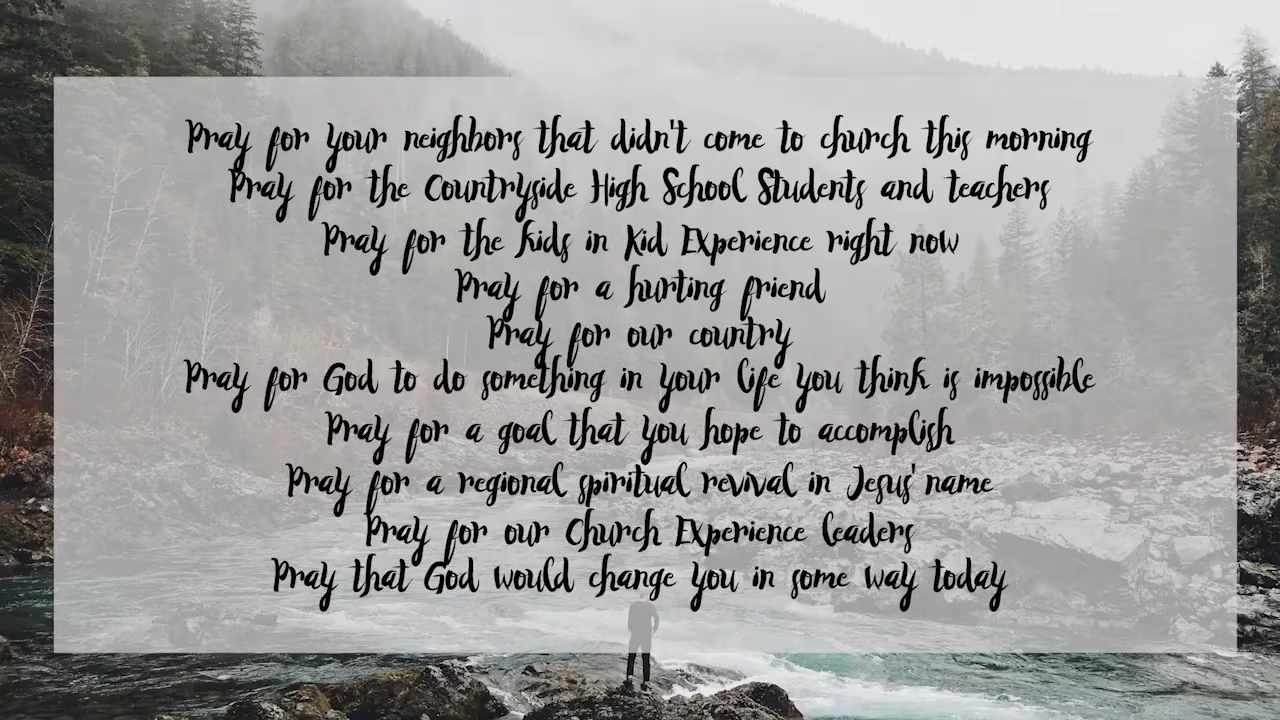 Pray for your neighbors that didn't come to church this morning
Pray for the Countryside High School Students and teachers
Pray for the kids in Kid Experience right now
Pray for a hurting friend
Pray for our country
Pray for God to do something in your life you think is impossible
Pray for a goal that you hope to accomplish
Pray for a regional spiritual revival in Jesus' name
Pray for our Church Experience leaders
Pray that God would change you in some way today